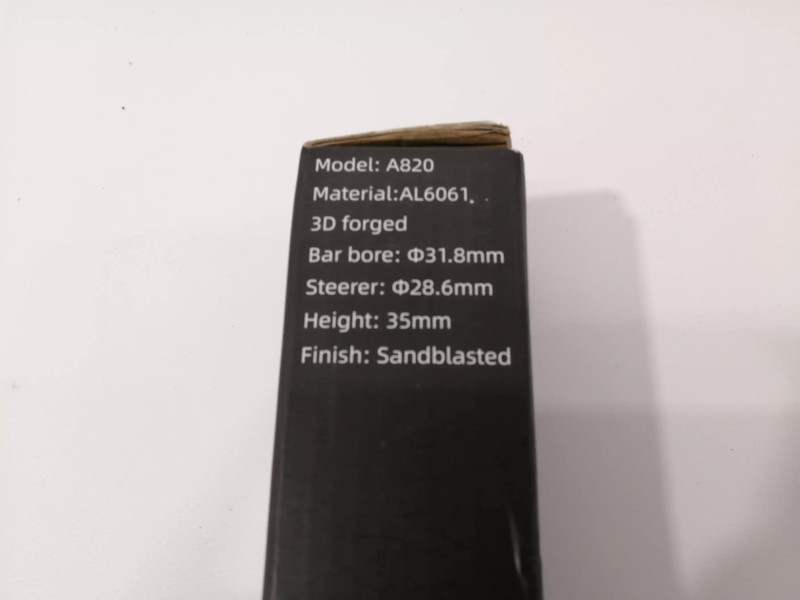 Model: A820
Material:AL6061.
3D forged
Bar bore: Φ31.8mm
Steerer: Φ28.6mm
Height: 35mm
Finish: Sandblasted